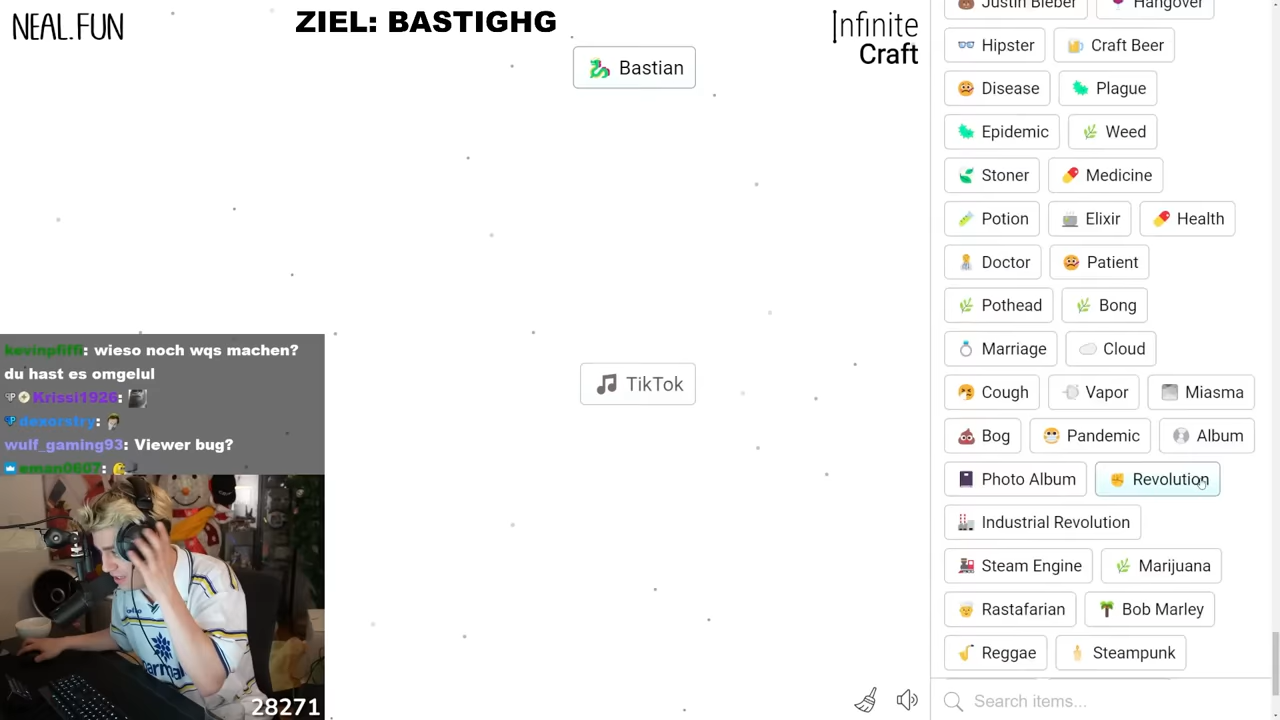 NEAL.FUN
ZIEL: BASTIGHG
Infinite
Craft
Bastian
TikTok
kevinpfiffi: wieso noch wqs machen?
du hast es omgelul
Krissi1926:
dexorsfry:
wulf_gaming93: Viewer bug?
eman0607:
28271
Justin Bieber Hangover
Hipster Craft Beer
Disease Plague
Epidemic Weed
Stoner Medicine
Potion Elixir Health
Doctor Patient
Pothead Bong
Marriage Cloud
Cough Vapor Miasma
Bog Pandemic Album
Photo Album Revolution
Industrial Revolution
Steam Engine Marijuana
Rastafarian Bob Marley
Reggae Steampunk
Search items...